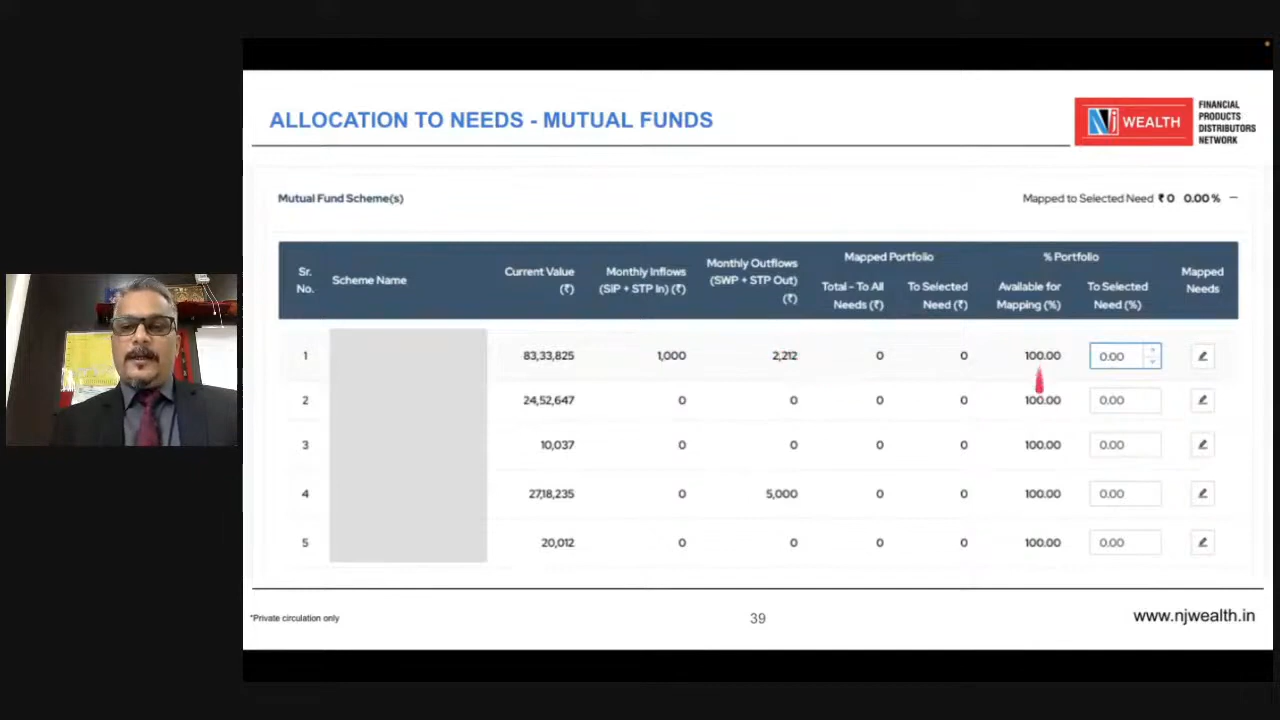 ALLOCATION TO NEEDS - MUTUAL FUNDS
NJ WEALTH
FINANCIAL
PRODUCTS
DISTRIBUTORS
NETWORK
Mutual Fund Scheme(s)
Mapped to Selected Need ₹ 0 0.00 %
Sr. No.
Scheme Name
Current Value (₹)
Monthly Inflows (SIP + STP In) (₹)
Monthly Outflows (SWP + STP Out) (₹)
Mapped Portfolio
Total - To All Needs (₹)
To Selected Need (₹)
% Portfolio
Available for Mapping (%)
To Selected Need (%)
Mapped Needs
1 83,33,825 1,000 2,212 0 0 100.00 0.00
2 24,52,647 0 0 0 0 100.00 0.00
3 10,037 0 0 0 0 100.00 0.00
4 27,18,235 0 5,000 0 0 100.00 0.00
5 20,012 0 0 0 0 100.00 0.00
*Private circulation only
39
www.njwealth.in